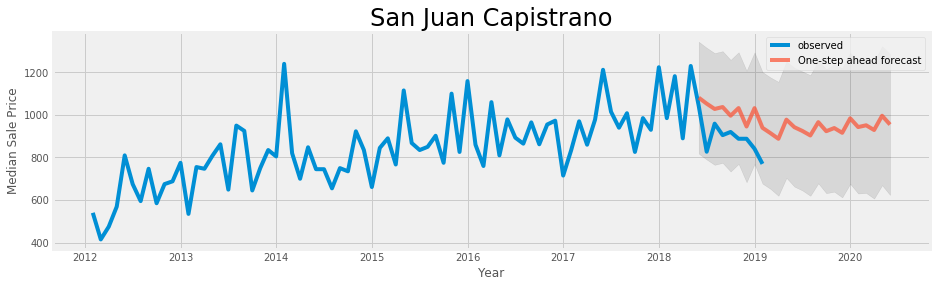 San Juan Capistrano
observed
One-step ahead forecast
Median Sale Price
1200
1000
800
600
400
2012 2013 2014 2015 2016 2017 2018 2019 2020
Year